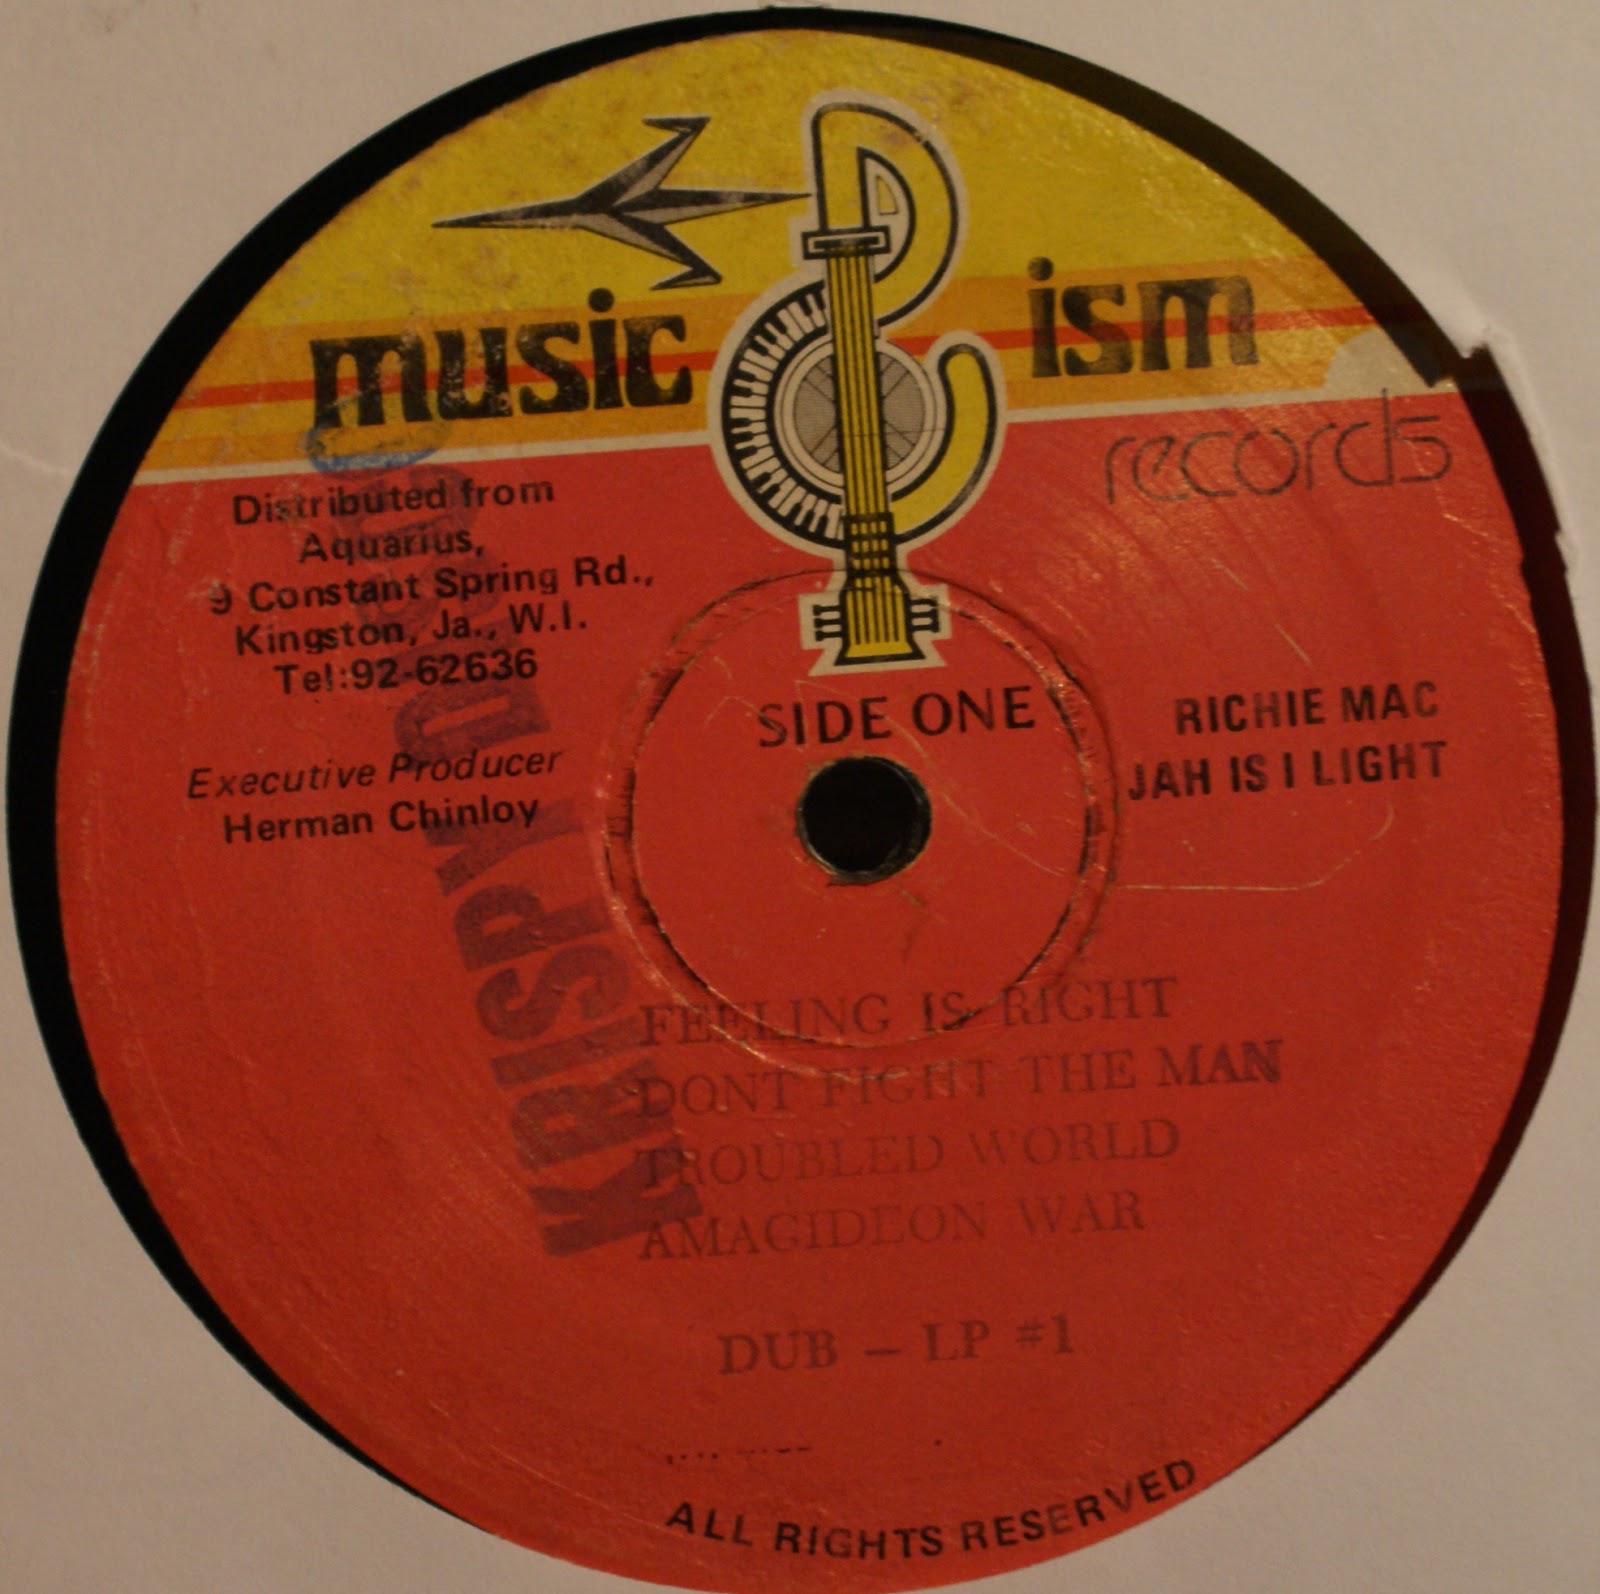 music ism
records
Distributed from
Aquarius,
9 Constant Spring Rd.,
Kingston, Ja., W.I.
Tel:92-62636
Executive Producer
Herman Chinloy
SIDE ONE
RICHIE MAC
JAH IS I LIGHT
KRISPY
FEELING IS RIGHT
DONT FIGHT THE MAN
TROUBLED WORLD
AMAGIDEON WAR
DUB – LP #1
ALL RIGHTS RESERVED